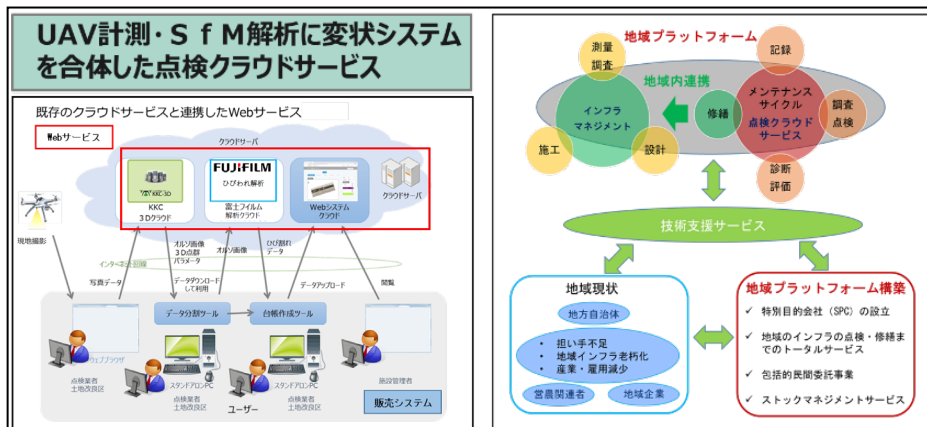 UAV計測・SfM解析に変状システム
を合体した点検クラウドサービス
既存のクラウドサービスと連携したWebサービス
Webサービス
クラウドサーバ
KKC-3D
KKC
3Dクラウド
FUJIFILM
ひびわれ解析
富士フイルム
解析クラウド
Webシステム
クラウド
クラウドサーバ
現地撮影
インターネット回線
写真データ
オルソ画像
3D点群
パラメータ
オルソ画像
ひび割れ
データ
データダウンロード
して利用
データアップロード
閲覧
データ分割ツール
台帳作成ツール
ウェブブラウザ
点検業者
土地改良区
スタンドアロンPC
点検業者
土地改良区
ユーザー
スタンドアロンPC
点検業者
土地改良区
施設管理者
販売システム
地域プラットフォーム
測量
調査
記録
地域内連携
インフラ
マネジメント
修繕
メンテナンス
サイクル
点検クラウド
サービス
調査
点検
施工
設計
診断
評価
技術支援サービス
地域現状
地方自治体
• 担い手不足
• 地域インフラ老朽化
• 産業・雇用減少
営農関連者
地域企業
地域プラットフォーム構築
✓ 特別目的会社（SPC）の設立
✓ 地域のインフラの点検・修繕ま
でのトータルサービス
✓ 包括的民間委託事業
✓ ストックマネジメントサービス